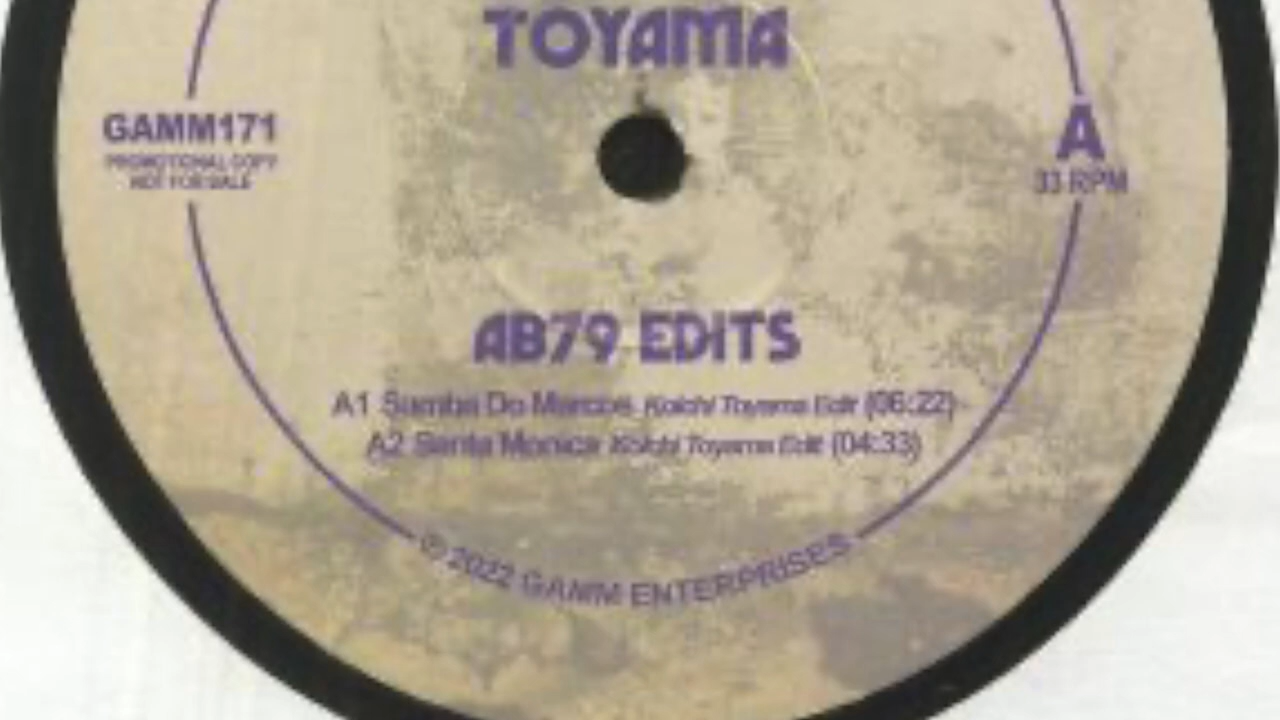 TOYAMA
GAMM171
PROMOTIONAL COPY
NOT FOR SALE
A
33 RPM
AB79 EDITS
A1 Samba Do Marcos Koichi Toyama Edit (06:22)
A2 Santa Monica Koichi Toyama Edit (04:33)
© 2022 GAMM ENTERPRISES